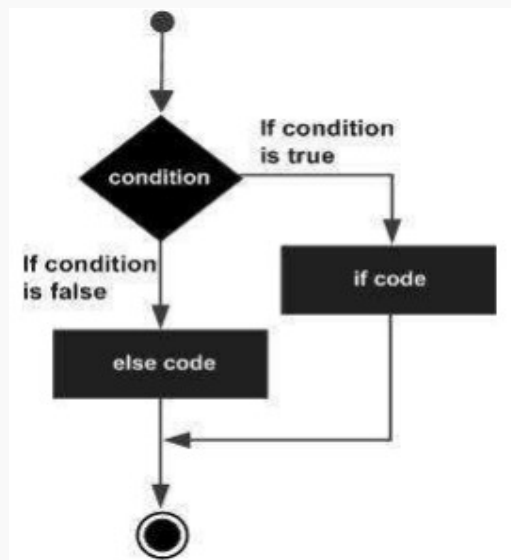 If condition
is true
condition
If condition
is false
if code
else code